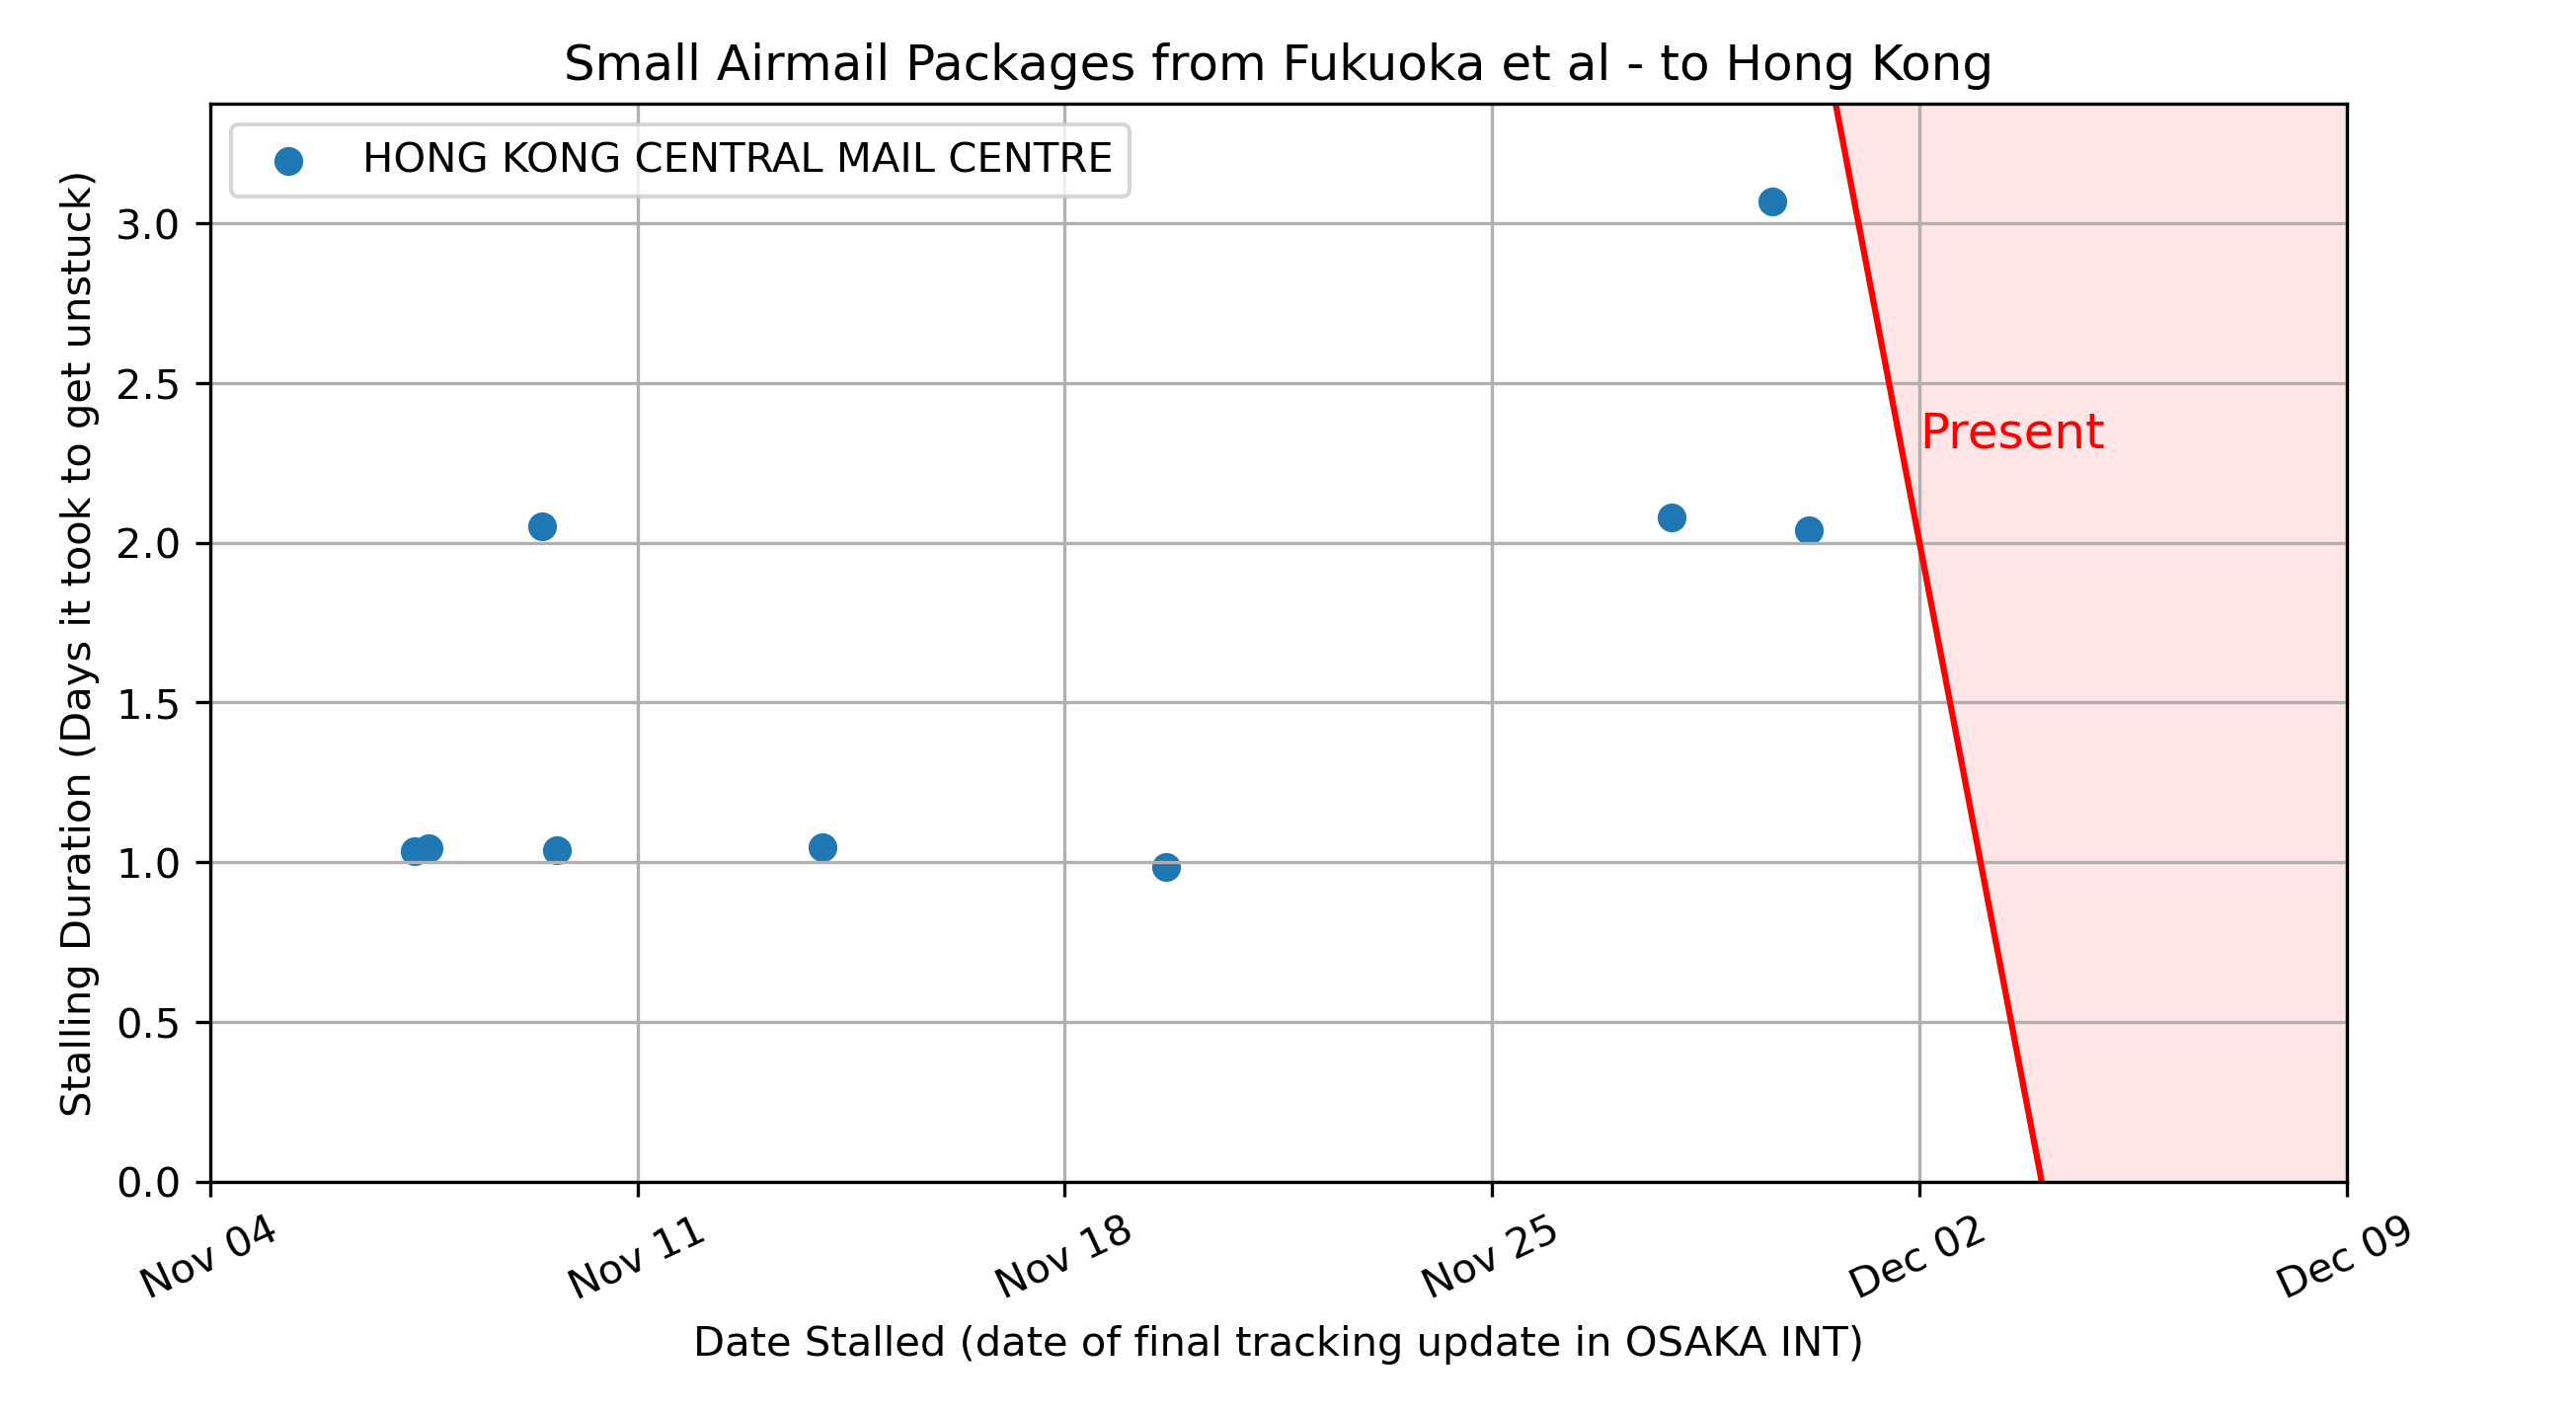 Small Airmail Packages from Fukuoka et al - to Hong Kong
HONG KONG CENTRAL MAIL CENTRE
Stalling Duration (Days it took to get unstuck)
3.0
2.5
2.0
1.5
1.0
0.5
0.0
Present
Nov 04
Nov 11
Nov 18
Nov 25
Dec 02
Dec 09
Date Stalled (date of final tracking update in OSAKA INT)